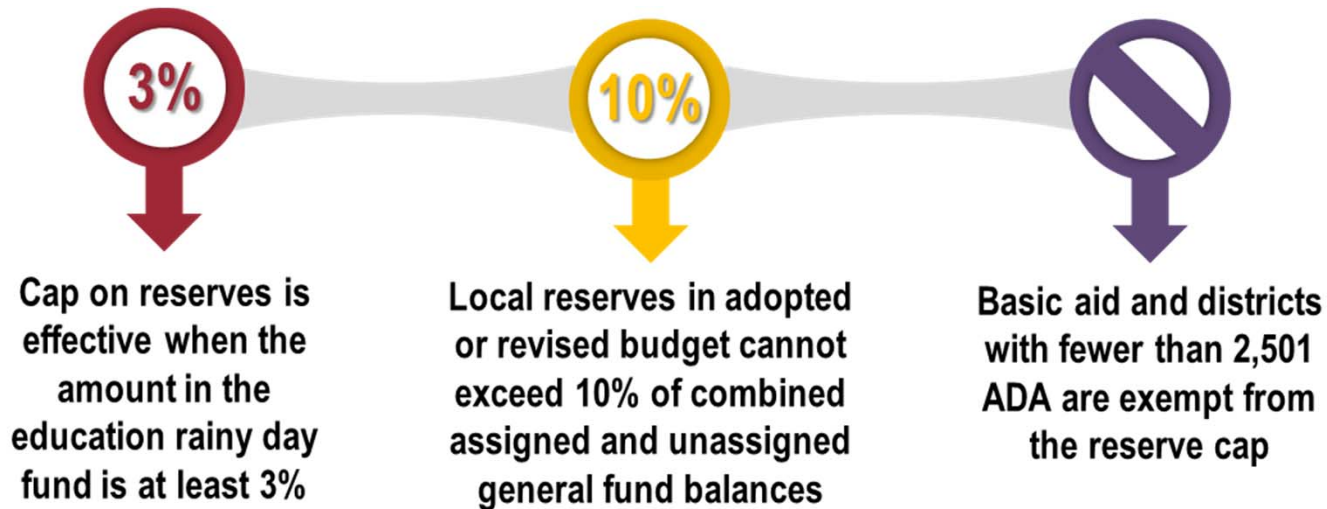 3%
Cap on reserves is
effective when the
amount in the
education rainy day
fund is at least 3%
10%
Local reserves in adopted
or revised budget cannot
exceed 10% of combined
assigned and unassigned
general fund balances
Basic aid and districts
with fewer than 2,501
ADA are exempt from
the reserve cap